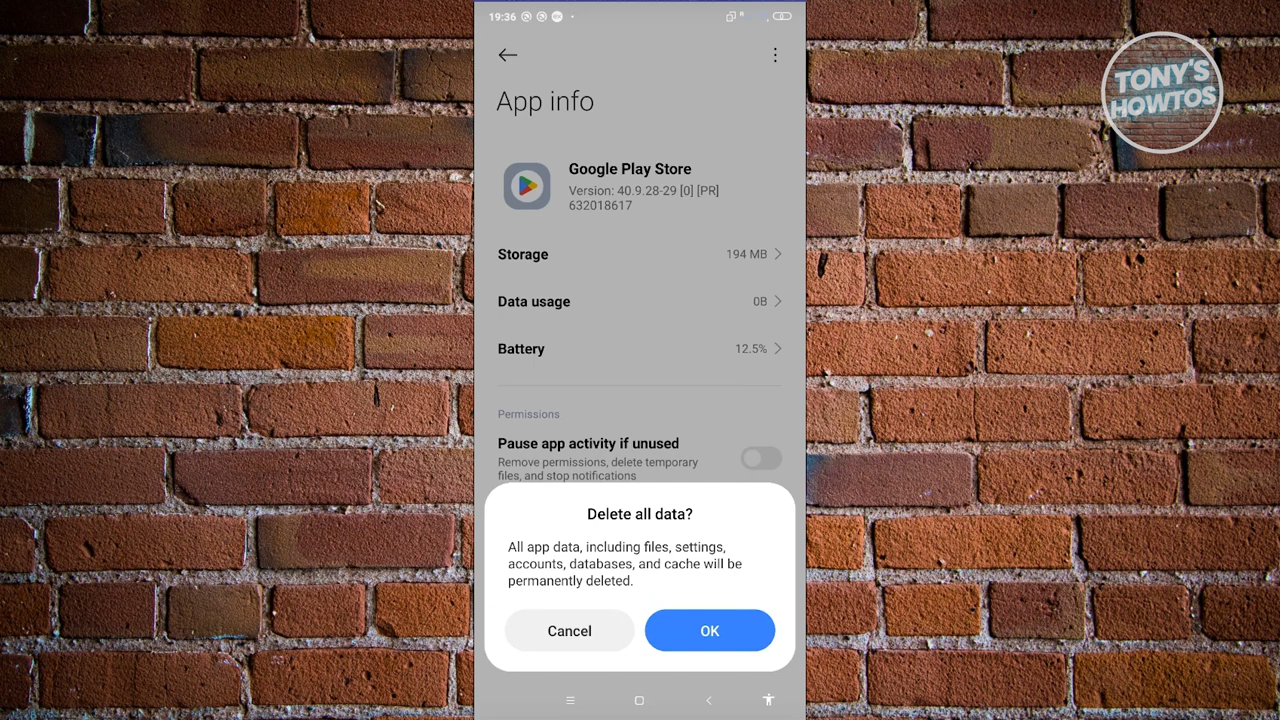 19:36
TONY'S
HOWTOS
App info
Google Play Store
Version: 40.9.28-29 [0] [PR]
632018617
Storage
194 MB
Data usage
0B
Battery
12.5%
Permissions
Pause app activity if unused
Remove permissions, delete temporary
files, and stop notifications
Delete all data?
All app data, including files, settings,
accounts, databases, and cache will be
permanently deleted.
Cancel
OK